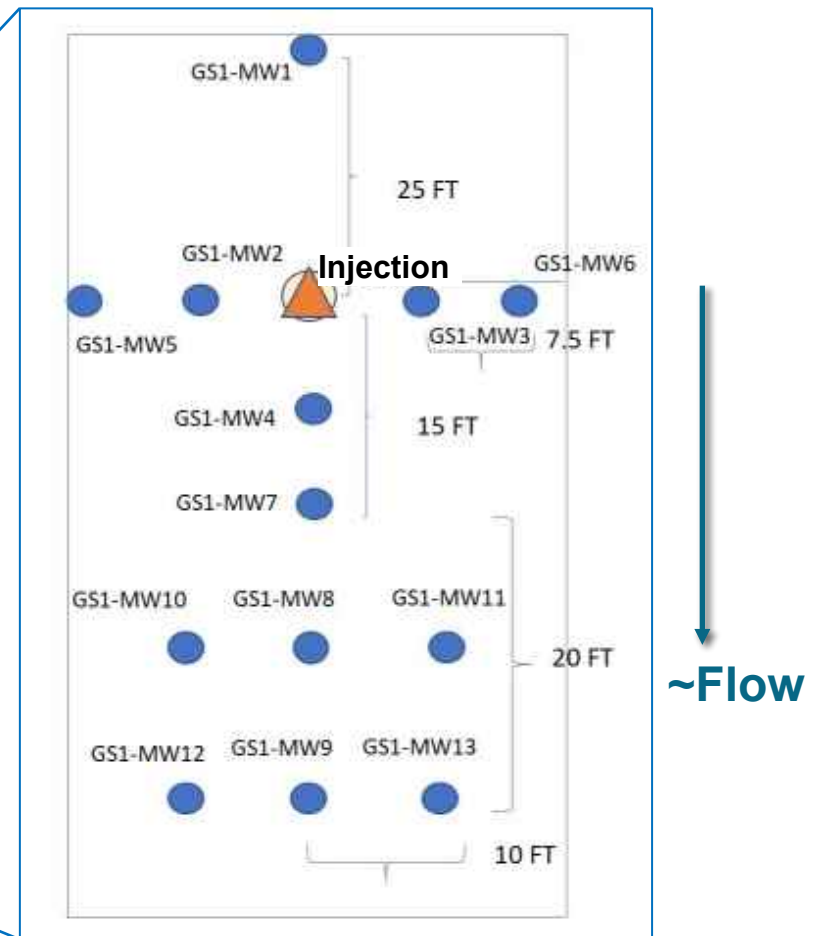 GS1-MW1
25 FT
GS1-MW2
Injection
GS1-MW6
GS1-MW5
GS1-MW3
7.5 FT
GS1-MW4
15 FT
GS1-MW7
GS1-MW10
GS1-MW8
GS1-MW11
20 FT
~Flow
GS1-MW12
GS1-MW9
GS1-MW13
10 FT